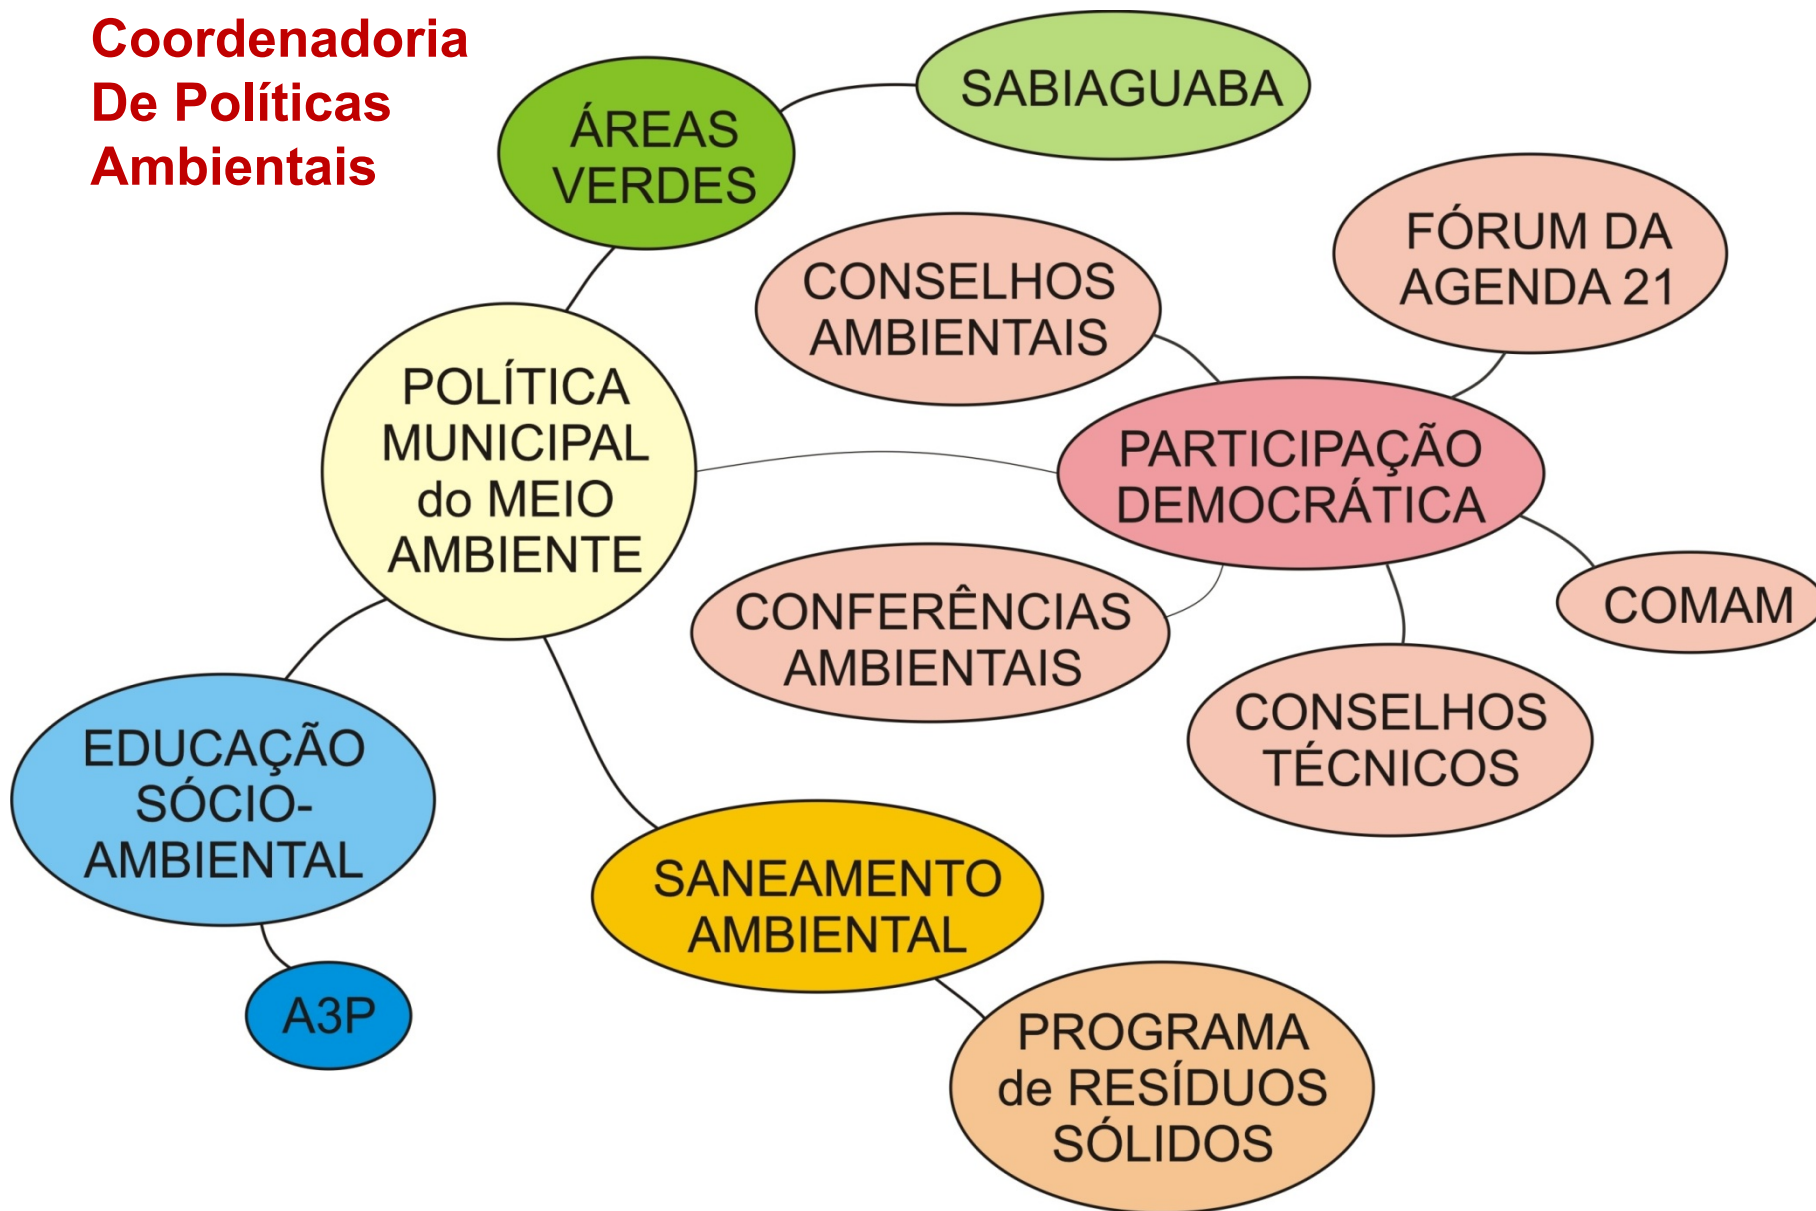 Coordenadoria
De Políticas
Ambientais
ÁREAS
VERDES
SABIAGUABA
CONSELHOS
AMBIENTAIS
FÓRUM DA
AGENDA 21
POLÍTICA
MUNICIPAL
do MEIO
AMBIENTE
PARTICIPAÇÃO
DEMOCRÁTICA
CONFERÊNCIAS
AMBIENTAIS
COMAM
CONSELHOS
TÉCNICOS
EDUCAÇÃO
SÓCIO-
AMBIENTAL
SANEAMENTO
AMBIENTAL
A3P
PROGRAMA
de RESÍDUOS
SÓLIDOS